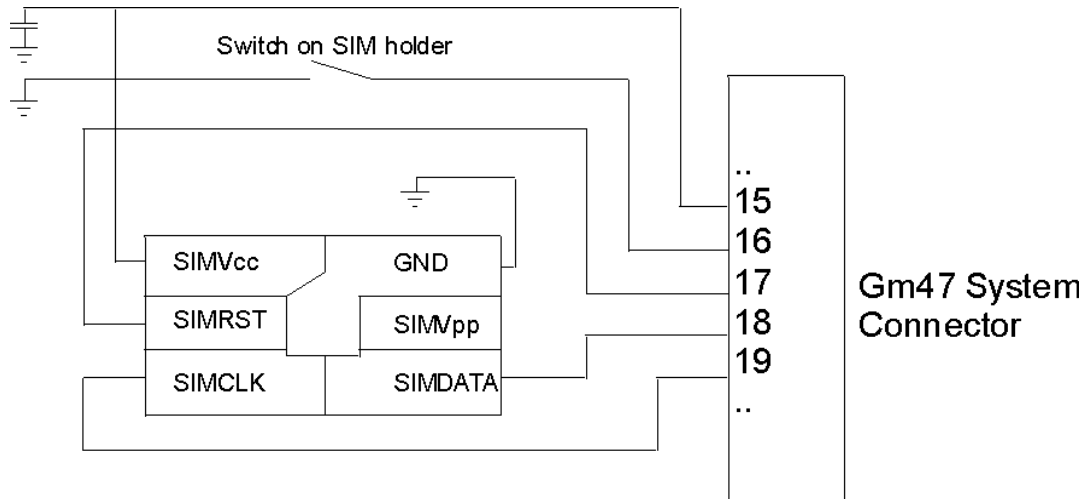 Switch on SIM holder
..
15
16
17
18
19
..
Gm47 System
Connector
SIMVcc
GND
SIMRST
SIMVpp
SIMCLK
SIMDATA